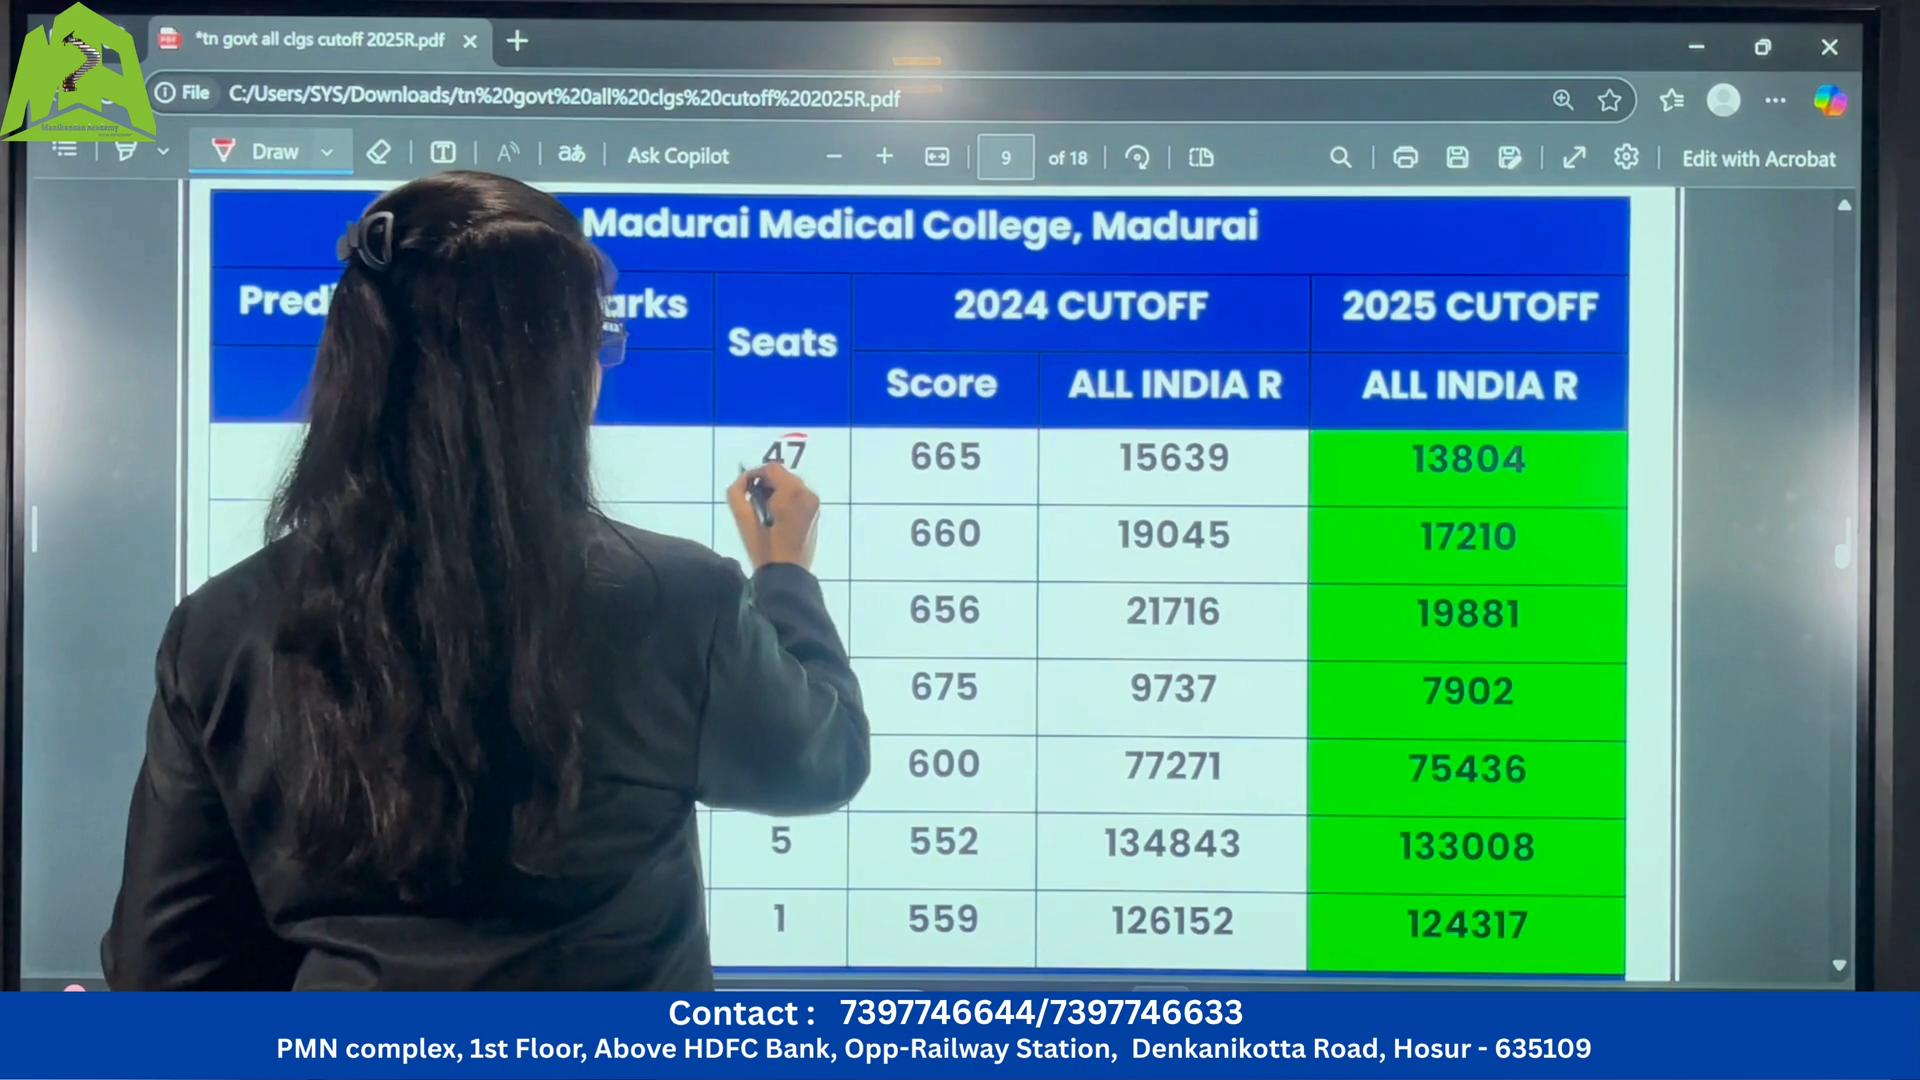 *tn govt all clgs cutoff 2025R.pdf
File C:/Users/SYS/Downloads/tn%20govt%20all%20clgs%20cutoff%202025R.pdf
Draw Ask Copilot 9 of 18 Edit with Acrobat
Madurai Medical College, Madurai
2024 CUTOFF 2025 CUTOFF
Seats
Score ALL INDIA R ALL INDIA R
47 665 15639 13804
660 19045 17210
656 21716 19881
675 9737 7902
600 77271 75436
5 552 134843 133008
1 559 126152 124317
Contact : 7397746644/7397746633
PMN complex, 1st Floor, Above HDFC Bank, Opp-Railway Station, Denkanikotta Road, Hosur - 635109